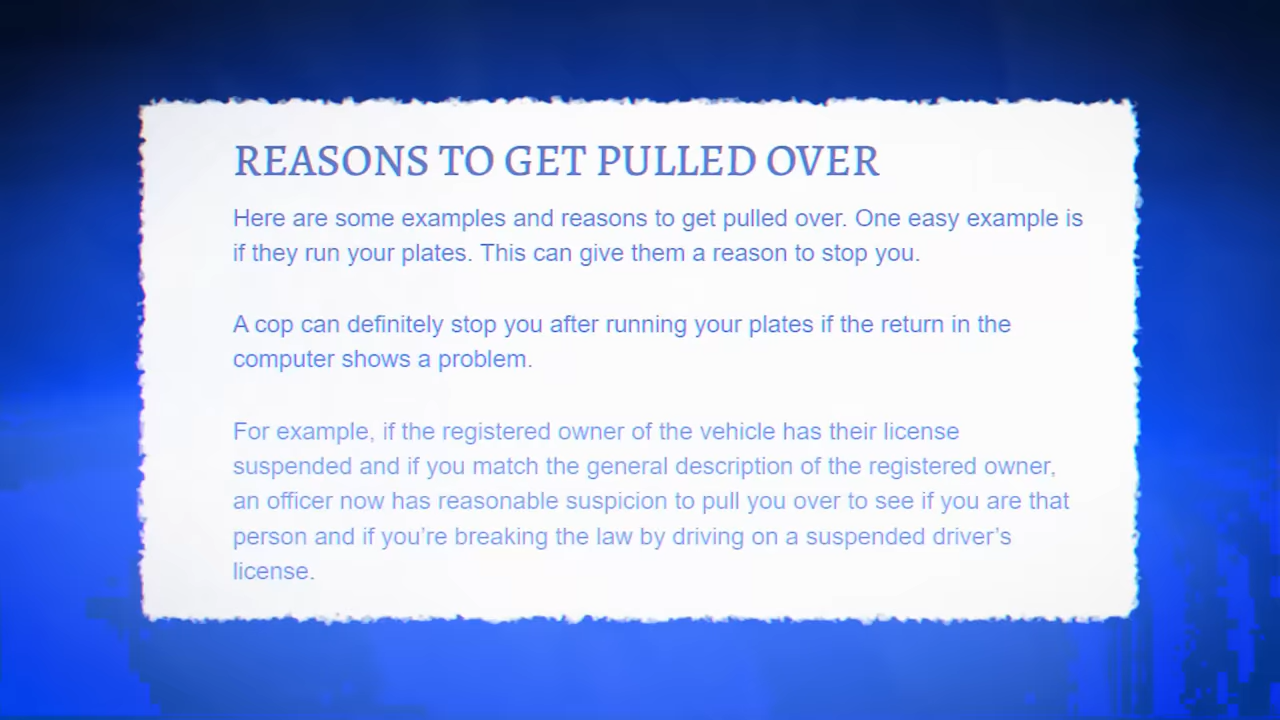 REASONS TO GET PULLED OVER
Here are some examples and reasons to get pulled over. One easy example is
if they run your plates. This can give them a reason to stop you.
A cop can definitely stop you after running your plates if the return in the
computer shows a problem.
For example, if the registered owner of the vehicle has their license
suspended and if you match the general description of the registered owner,
an officer now has reasonable suspicion to pull you over to see if you are that
person and if you’re breaking the law by driving on a suspended driver’s
license.